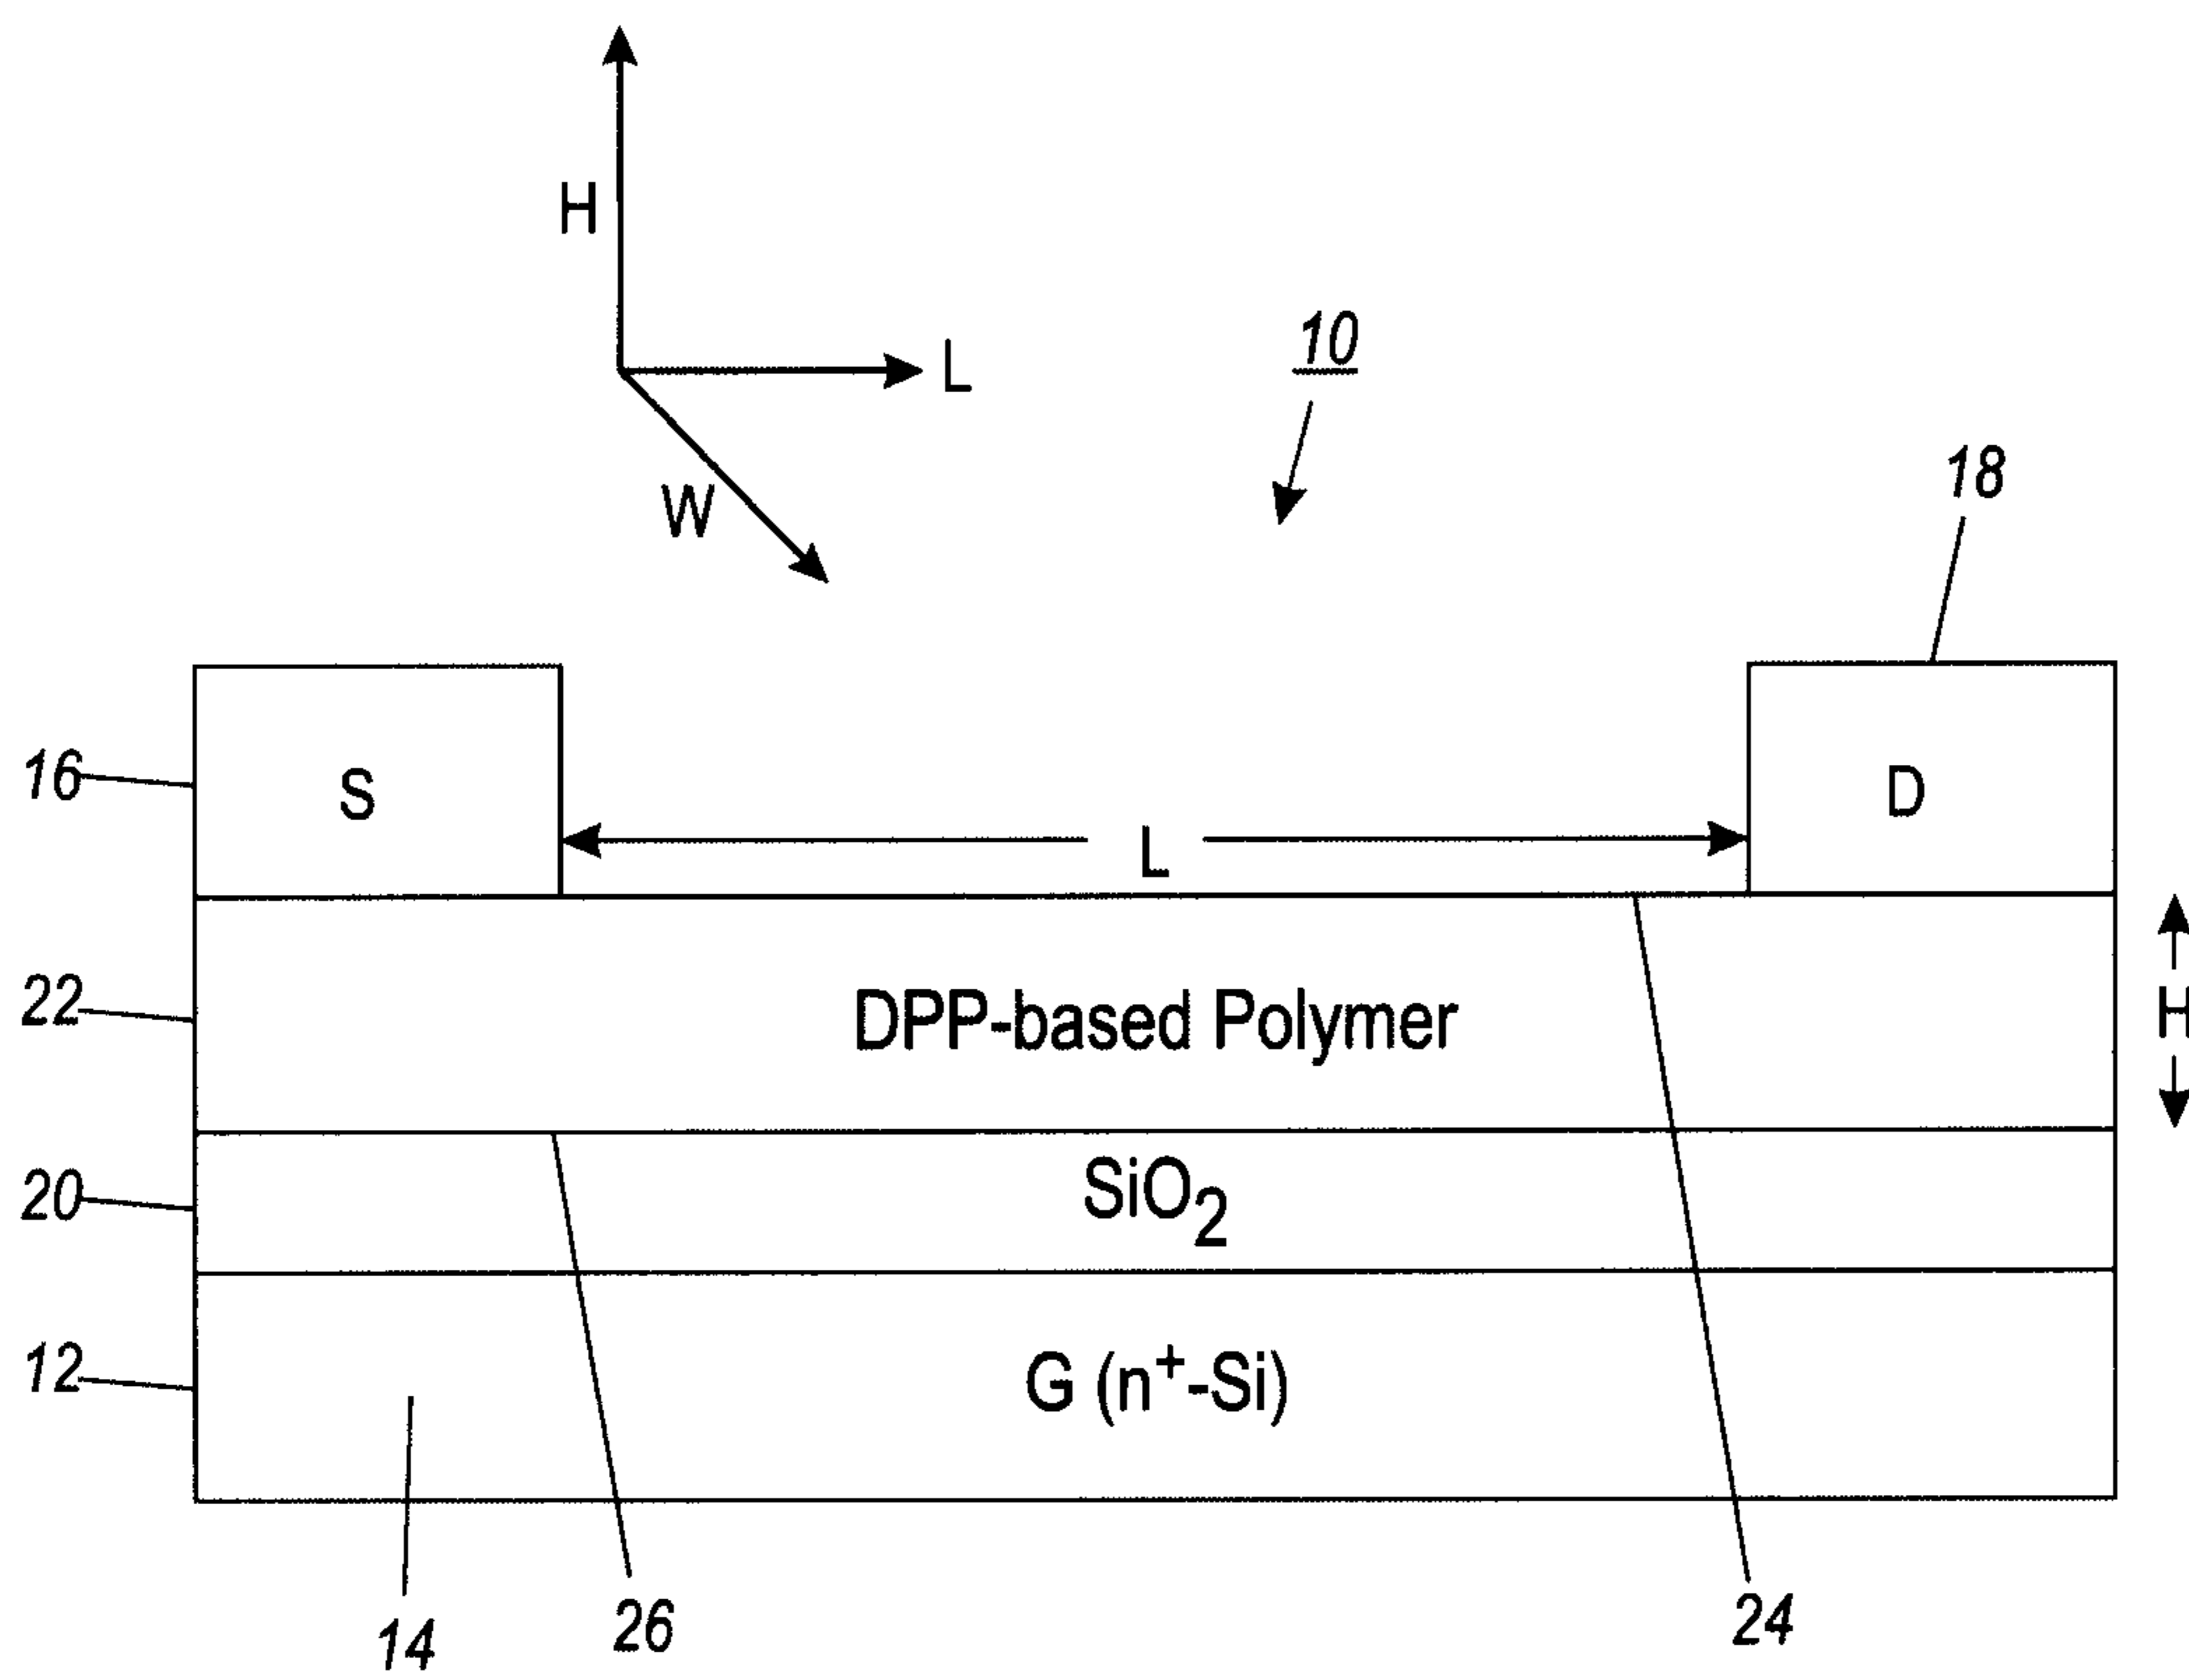 H
L
10
W
18
16
S
D
L
22
DPP-based Polymer
H
20
SiO₂
12
G (n⁺-Si)
14
26
24